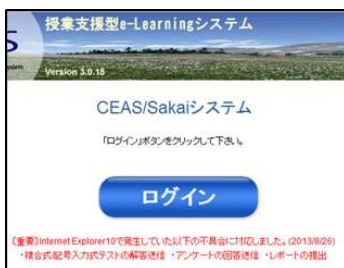 授業支援型e-Learningシステム
S
Version 3.0.15
CEAS/Sakaiシステム
「ログイン」ボタンをクリックして下さい。
ログイン
【重要】Internet Explorer10で発生していた以下の不具合に対応しました。(2013/8/26)
・複合式/記号入力式テストの解答送信 ・アンケートの回答送信 ・レポートの提出